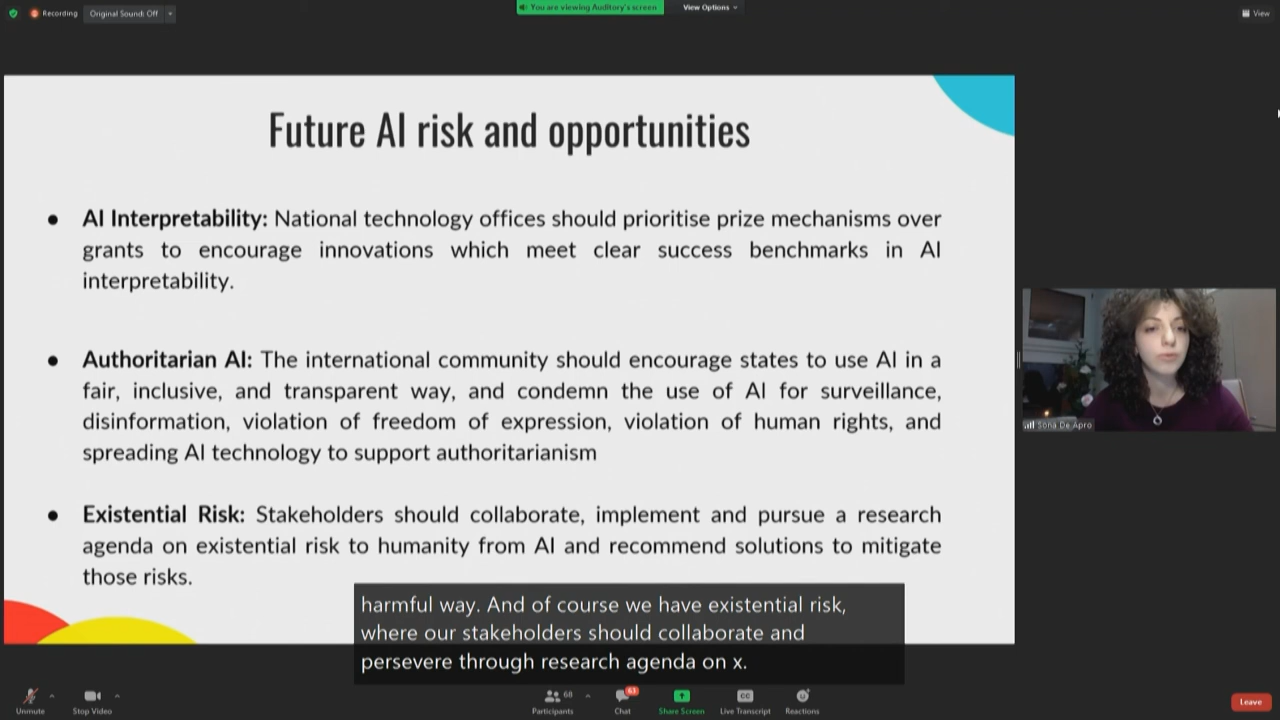 Recording
Original Sound: Off
You are viewing Auditory's screen
View Options
View
Future AI risk and opportunities
AI Interpretability: National technology offices should prioritise prize mechanisms over
grants to encourage innovations which meet clear success benchmarks in AI
interpretability.
Authoritarian AI: The international community should encourage states to use AI in a
fair, inclusive, and transparent way, and condemn the use of AI for surveillance,
disinformation, violation of freedom of expression, violation of human rights, and
spreading AI technology to support authoritarianism
Existential Risk: Stakeholders should collaborate, implement and pursue a research
agenda on existential risk to humanity from AI and recommend solutions to mitigate
those risks.
Sona De Apro
harmful way. And of course we have existential risk,
where our stakeholders should collaborate and
persevere through research agenda on x.
Unmute
Stop Video
68
Participants
63
Chat
Share Screen
CC
Live Transcript
Reactions
Leave